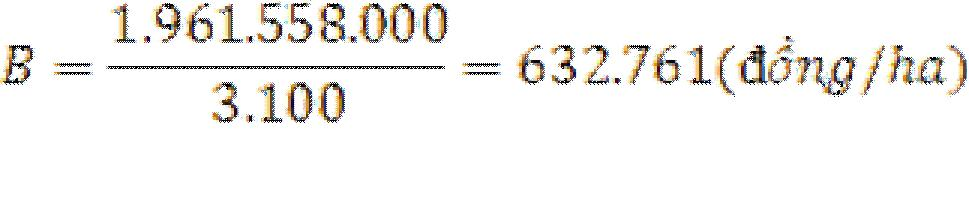 B = 1.961.558.000 / 3.100 = 632.761(đồng/ha)